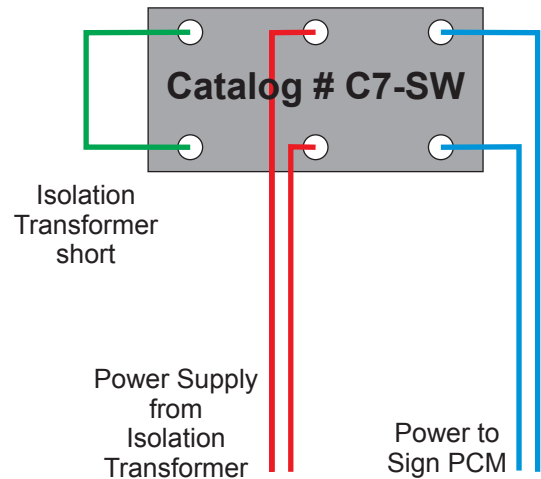 Catalog # C7-SW
Isolation
Transformer
short
Power Supply
from
Isolation
Transformer
Power to
Sign PCM